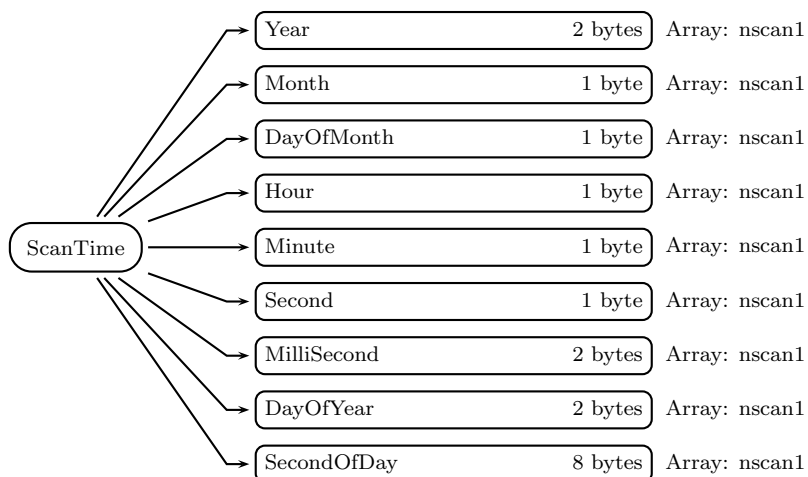 Year 2 bytes Array: nscan1
Month 1 byte Array: nscan1
DayOfMonth 1 byte Array: nscan1
Hour 1 byte Array: nscan1
ScanTime Minute 1 byte Array: nscan1
Second 1 byte Array: nscan1
MilliSecond 2 bytes Array: nscan1
DayOfYear 2 bytes Array: nscan1
SecondOfDay 8 bytes Array: nscan1